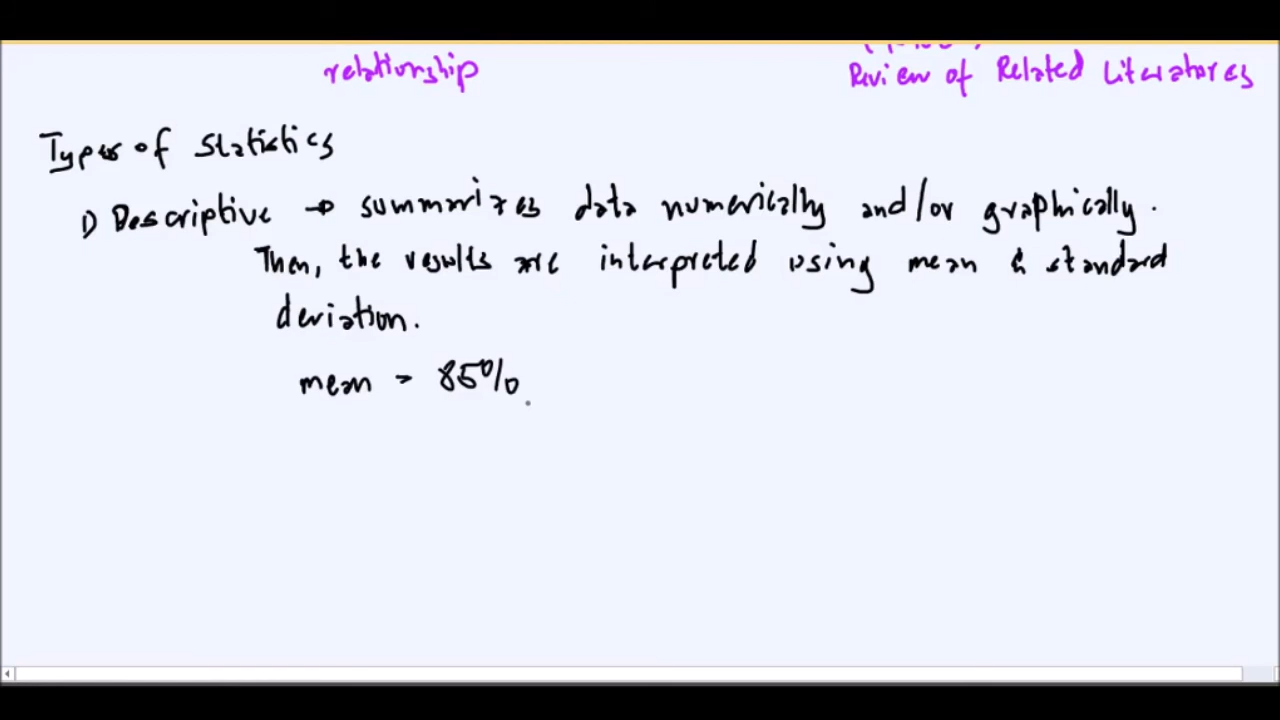 relationship
Review of Related Literatures
Types of Statistics
1) Descriptive → summarizes data numerically and/or graphically.
Then, the results are interpreted using mean & standard
deviation.
mean - 85%